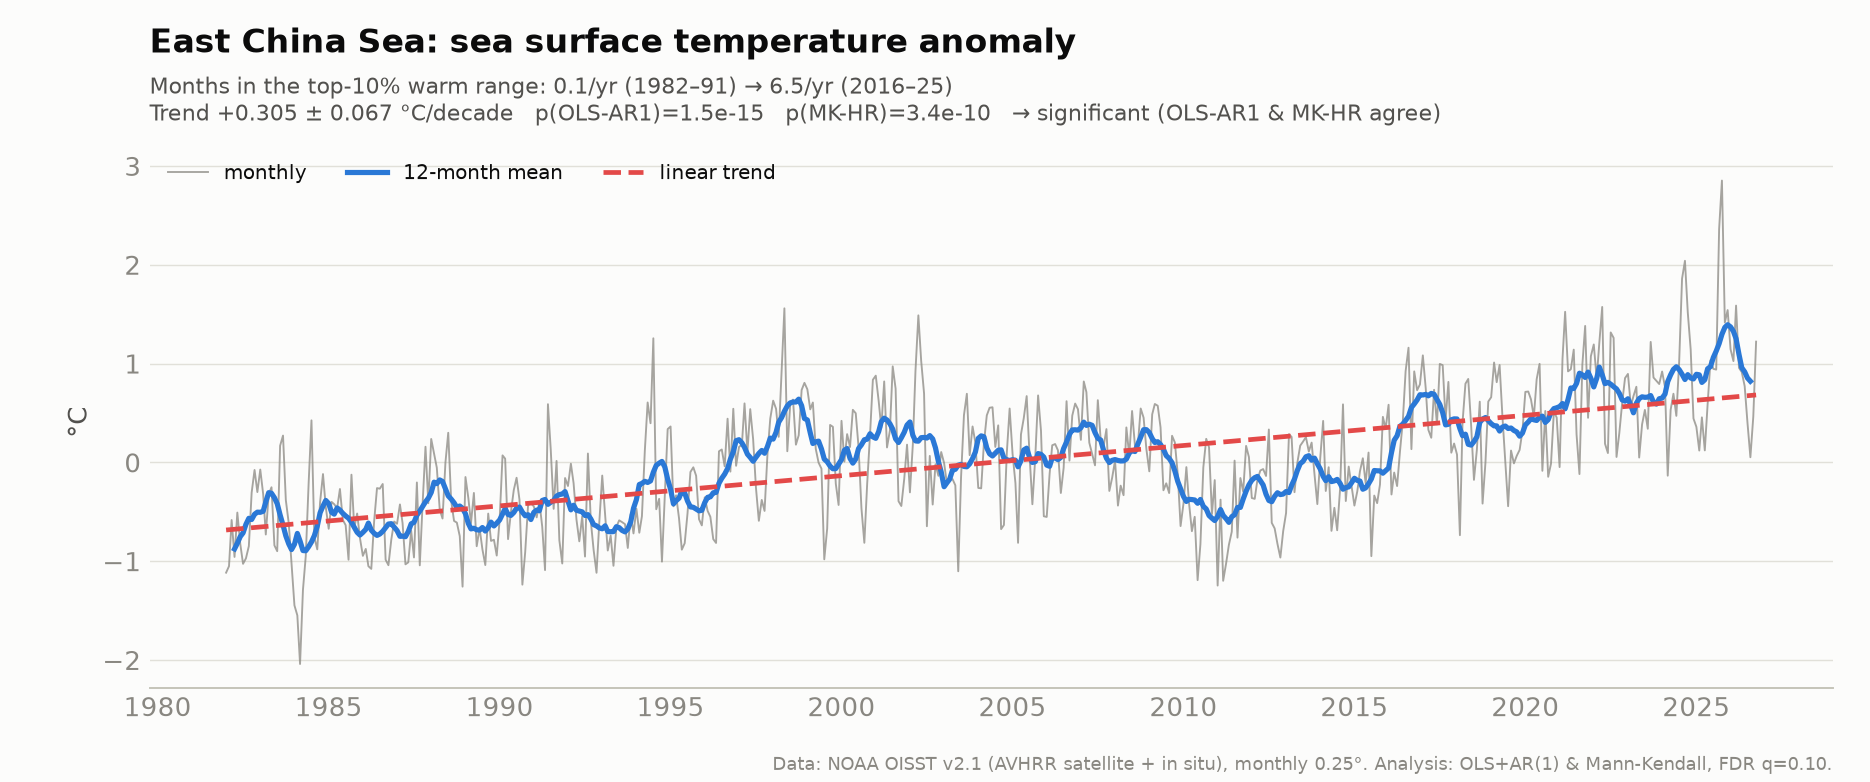 East China Sea: sea surface temperature anomaly
Months in the top-10% warm range: 0.1/yr (1982–91) → 6.5/yr (2016–25)
Trend +0.305 ± 0.067 °C/decade   p(OLS-AR1)=1.5e-15   p(MK-HR)=3.4e-10   → significant (OLS-AR1 & MK-HR agree)
monthly   12-month mean   linear trend
3
2
1
0
−1
−2
°C
1980 1985 1990 1995 2000 2005 2010 2015 2020 2025
Data: NOAA OISST v2.1 (AVHRR satellite + in situ), monthly 0.25°. Analysis: OLS+AR(1) & Mann-Kendall, FDR q=0.10.